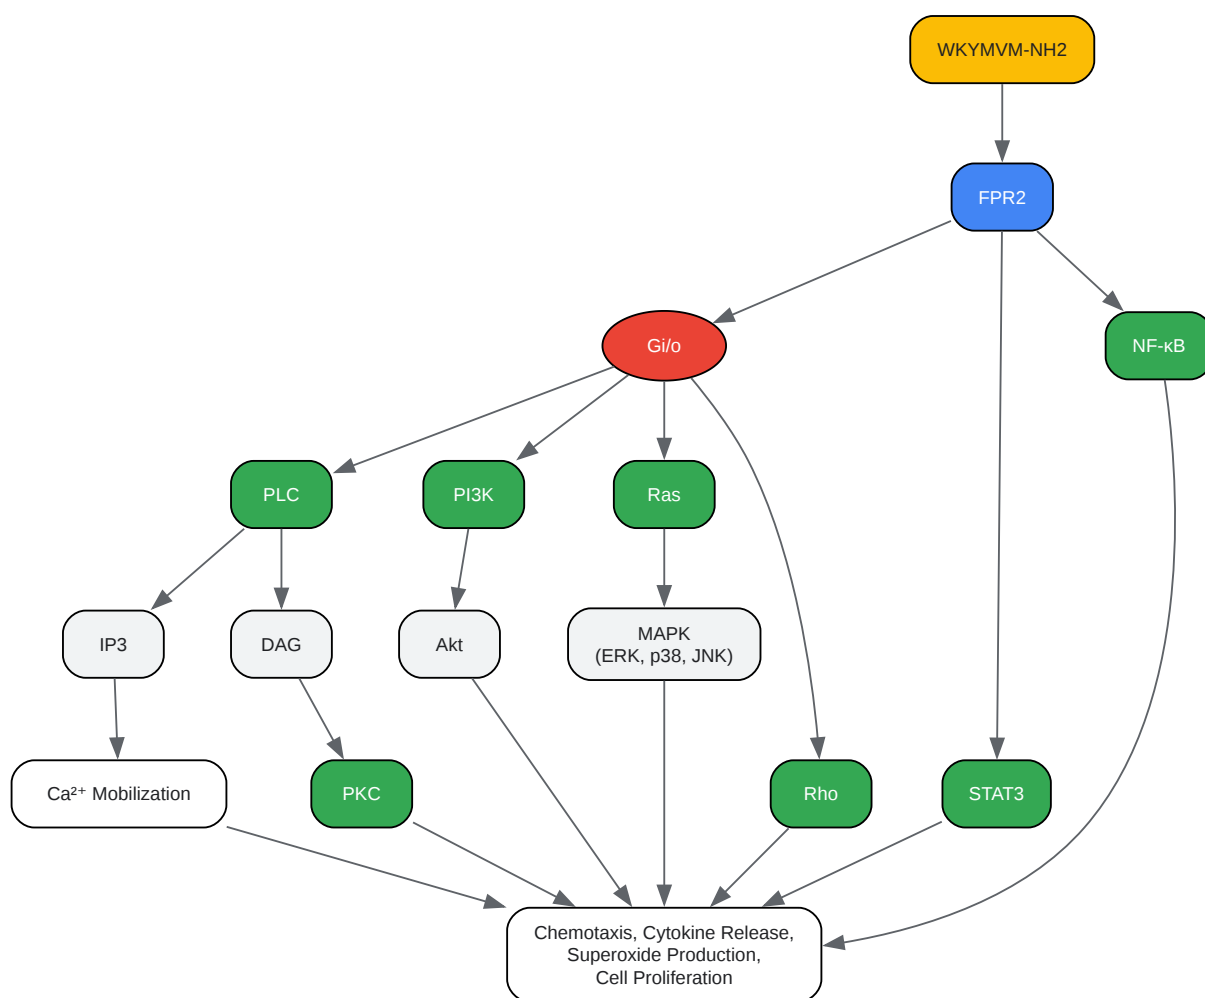 WKYMVM-NH2
FPR2
Gi/o
NF-κB
PLC
PI3K
Ras
IP3
DAG
Akt
MAPK
(ERK, p38, JNK)
Ca²⁺ Mobilization
PKC
Rho
STAT3
Chemotaxis, Cytokine Release,
Superoxide Production,
Cell Proliferation